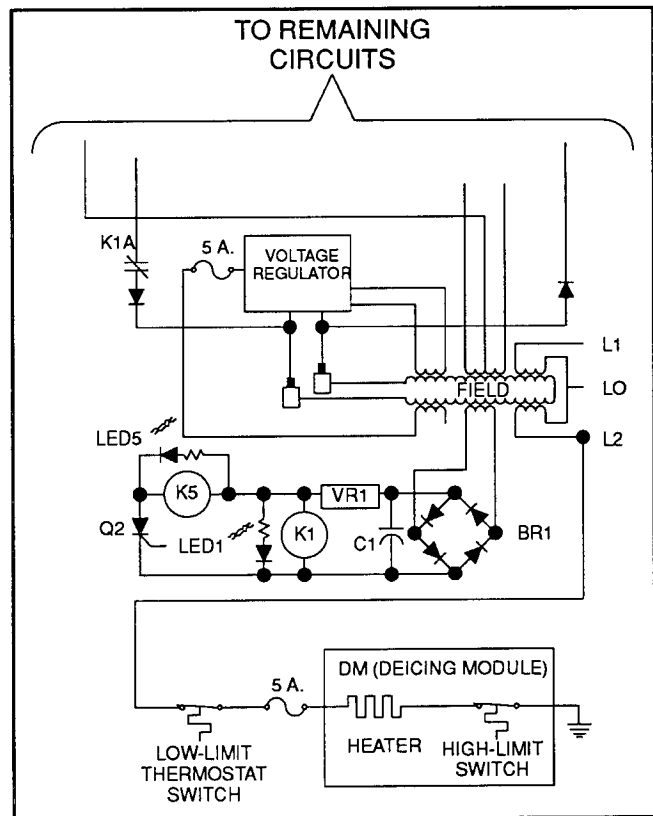 TO REMAINING
CIRCUITS
K1A
5 A.
VOLTAGE
REGULATOR
L1
FIELD
LO
L2
LED5
K5
VR1
Q2
LED1
K1
C1
BR1
5 A.
DM (DEICING MODULE)
LOW-LIMIT
THERMOSTAT
SWITCH
HEATER
HIGH-LIMIT
SWITCH